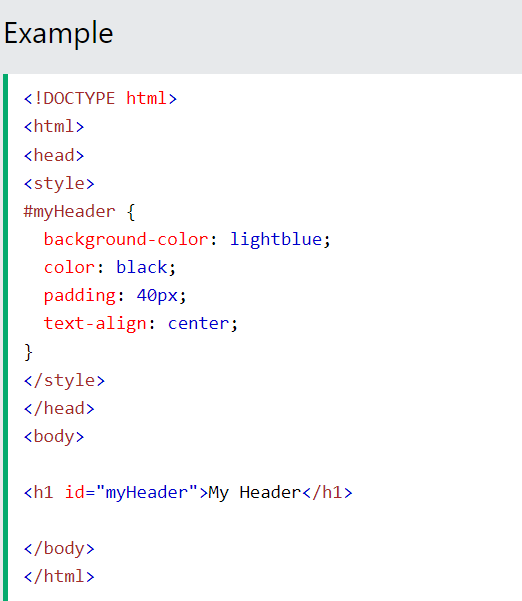 Example
<!DOCTYPE html>
<html>
<head>
<style>
#myHeader {
  background-color: lightblue;
  color: black;
  padding: 40px;
  text-align: center;
}
</style>
</head>
<body>

<h1 id="myHeader">My Header</h1>

</body>
</html>